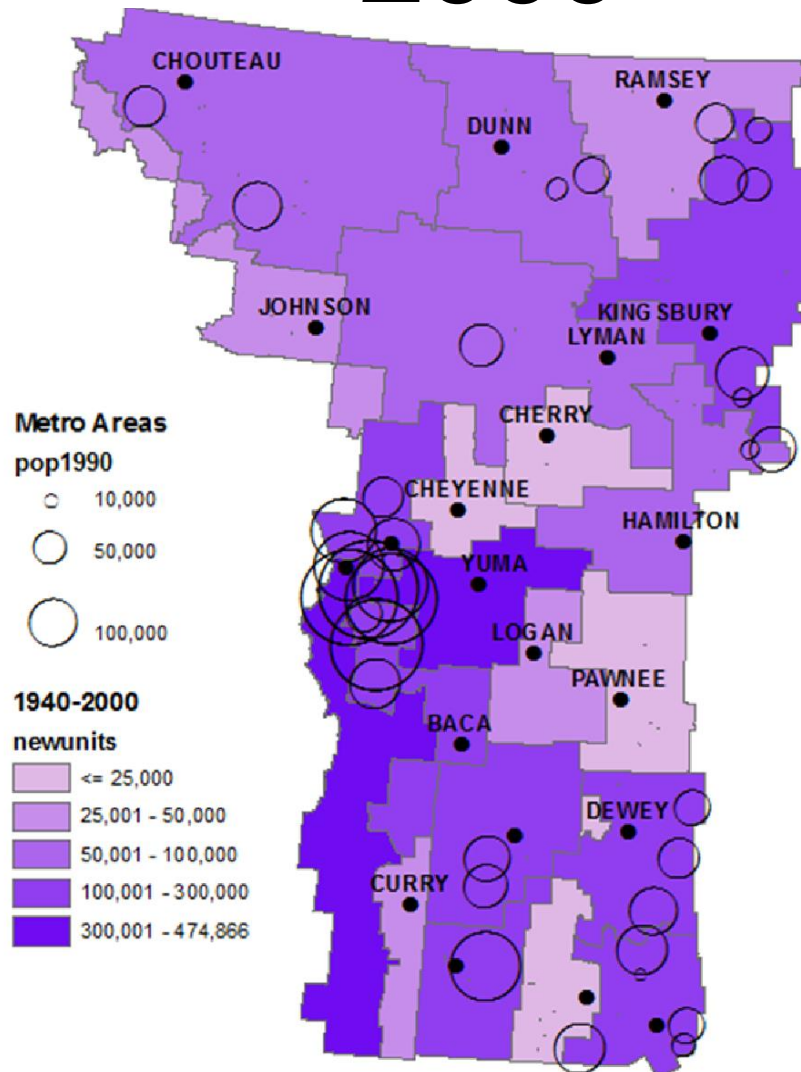 CHOUTEAU
RAMSEY
DUNN
JOHNSON
KINGSBURY
LYMAN
CHERRY
CHEYENNE
HAMILTON
YUMA
LOGAN
PAWNEE
BACA
DEWEY
CURRY
Metro Areas
pop1990
10,000
50,000
100,000
1940-2000
newunits
<= 25,000
25,001 - 50,000
50,001 - 100,000
100,001 - 300,000
300,001 - 474,866